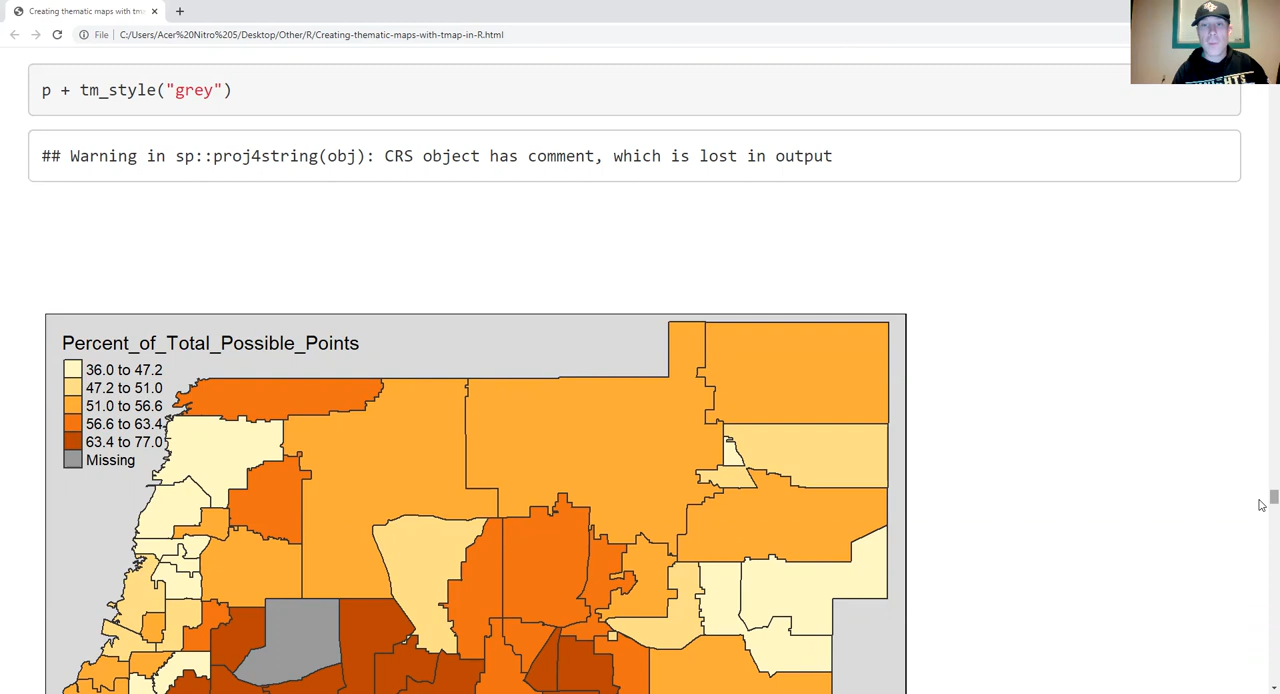 Creating thematic maps with tm
File C:/Users/Acer%20Nitro%205/Desktop/Other/R/Creating-thematic-maps-with-tmap-in-R.html
p + tm_style("grey")
## Warning in sp::proj4string(obj): CRS object has comment, which is lost in output
Percent_of_Total_Possible_Points
36.0 to 47.2
47.2 to 51.0
51.0 to 56.6
56.6 to 63.4
63.4 to 77.0
Missing